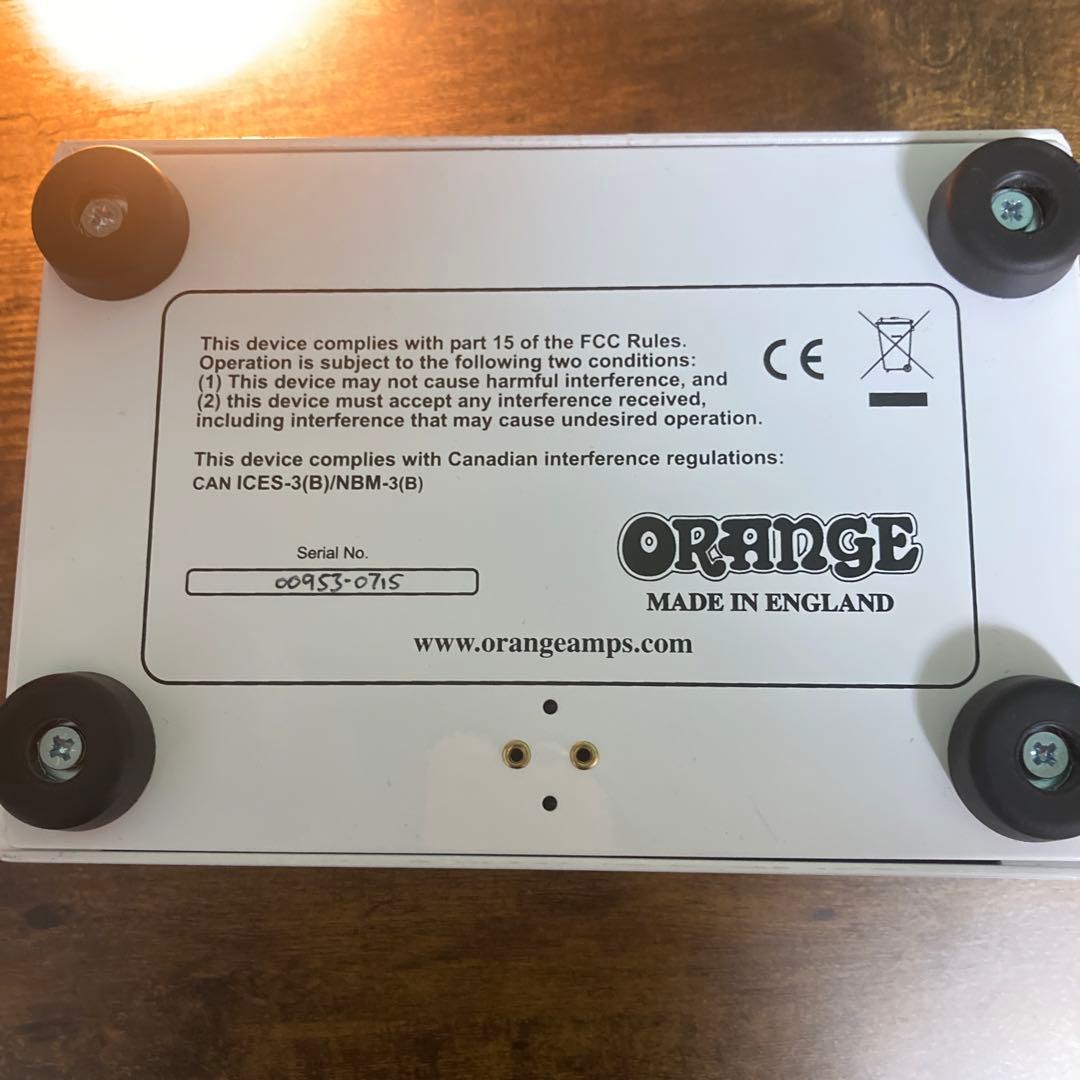 This device complies with part 15 of the FCC Rules.
Operation is subject to the following two conditions:
(1) This device may not cause harmful interference, and
(2) this device must accept any interference received,
including interference that may cause undesired operation.
CE
This device complies with Canadian interference regulations:
CAN ICES-3(B)/NBM-3(B)
Serial No.
00953-0715
ORANGE
MADE IN ENGLAND
www.orangeamps.com